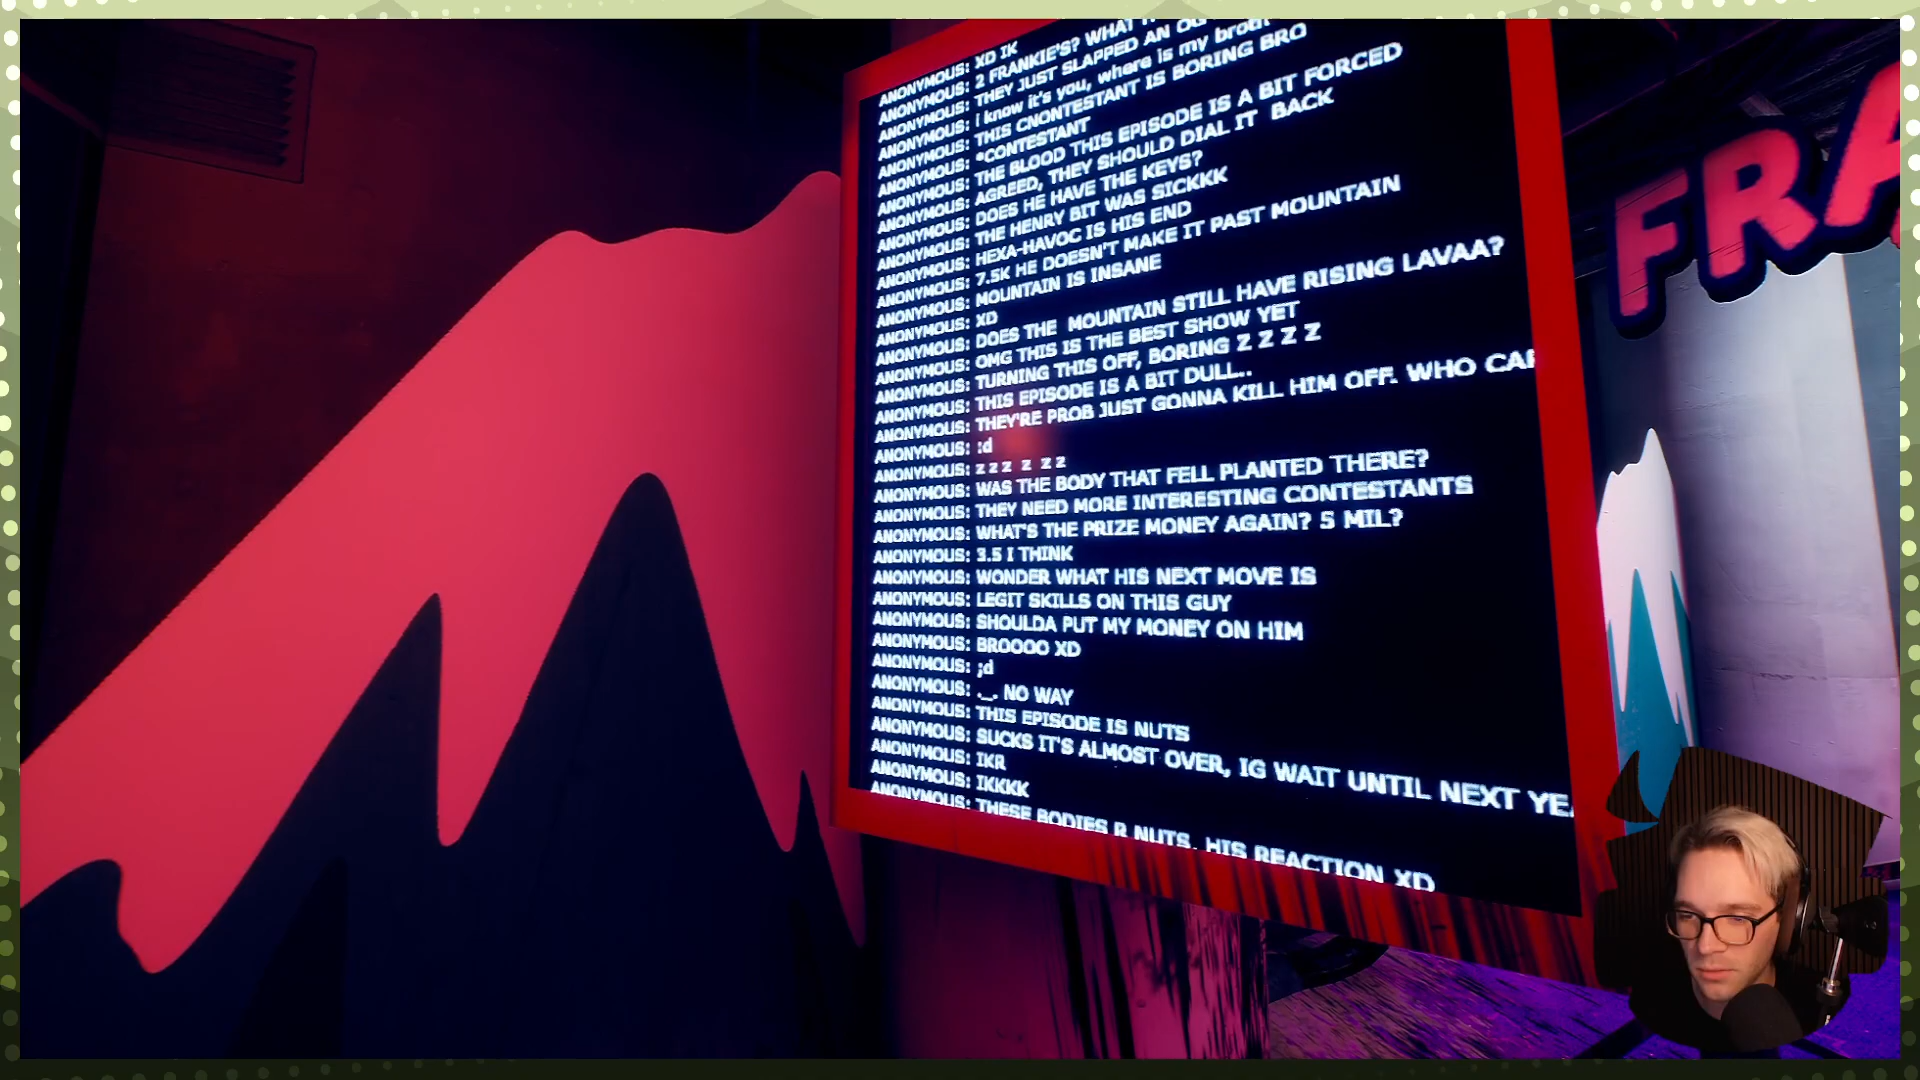 ANONYMOUS: XD IK
ANONYMOUS: 2 FRANKIE'S? WHAT
ANONYMOUS: THEY JUST SLAPPED AN
ANONYMOUS: i know it's you, where is my
ANONYMOUS: THIS CNONTESTANT IS BORING BRO
ANONYMOUS: *CONTESTANT
ANONYMOUS: THE BLOOD THIS EPISODE IS A BIT FORCED
ANONYMOUS: AGREED, THEY SHOULD DIAL IT BACK
ANONYMOUS: DOES HE HAVE THE KEYS?
ANONYMOUS: THE HENRY BIT WAS SICKKK
ANONYMOUS: HEXA-HAVOC IS HIS END
ANONYMOUS: 7.5K HE DOESN'T MAKE IT PAST MOUNTAIN
ANONYMOUS: MOUNTAIN IS INSANE
ANONYMOUS: XD
ANONYMOUS: DOES THE MOUNTAIN STILL HAVE RISING LAVAA?
ANONYMOUS: OMG THIS IS THE BEST SHOW YET
ANONYMOUS: TURNING THIS OFF, BORING Z Z Z Z
ANONYMOUS: THIS EPISODE IS A BIT DULL..
ANONYMOUS: THEY'RE PROB JUST GONNA KILL HIM OFF. WHO CAR
ANONYMOUS: :d
ANONYMOUS: z z z z z z
ANONYMOUS: WAS THE BODY THAT FELL PLANTED THERE?
ANONYMOUS: THEY NEED MORE INTERESTING CONTESTANTS
ANONYMOUS: WHAT'S THE PRIZE MONEY AGAIN? 5 MIL?
ANONYMOUS: 3.5 I THINK
ANONYMOUS: WONDER WHAT HIS NEXT MOVE IS
ANONYMOUS: LEGIT SKILLS ON THIS GUY
ANONYMOUS: SHOULDA PUT MY MONEY ON HIM
ANONYMOUS: BROOOO XD
ANONYMOUS: ;d
ANONYMOUS: ._. NO WAY
ANONYMOUS: THIS EPISODE IS NUTS
ANONYMOUS: SUCKS IT'S ALMOST OVER, IG WAIT UNTIL NEXT YEA
ANONYMOUS: IKR
ANONYMOUS: IKKKK
ANONYMOUS: THESE BODIES R NUTS, HIS REACTION XD
FRA